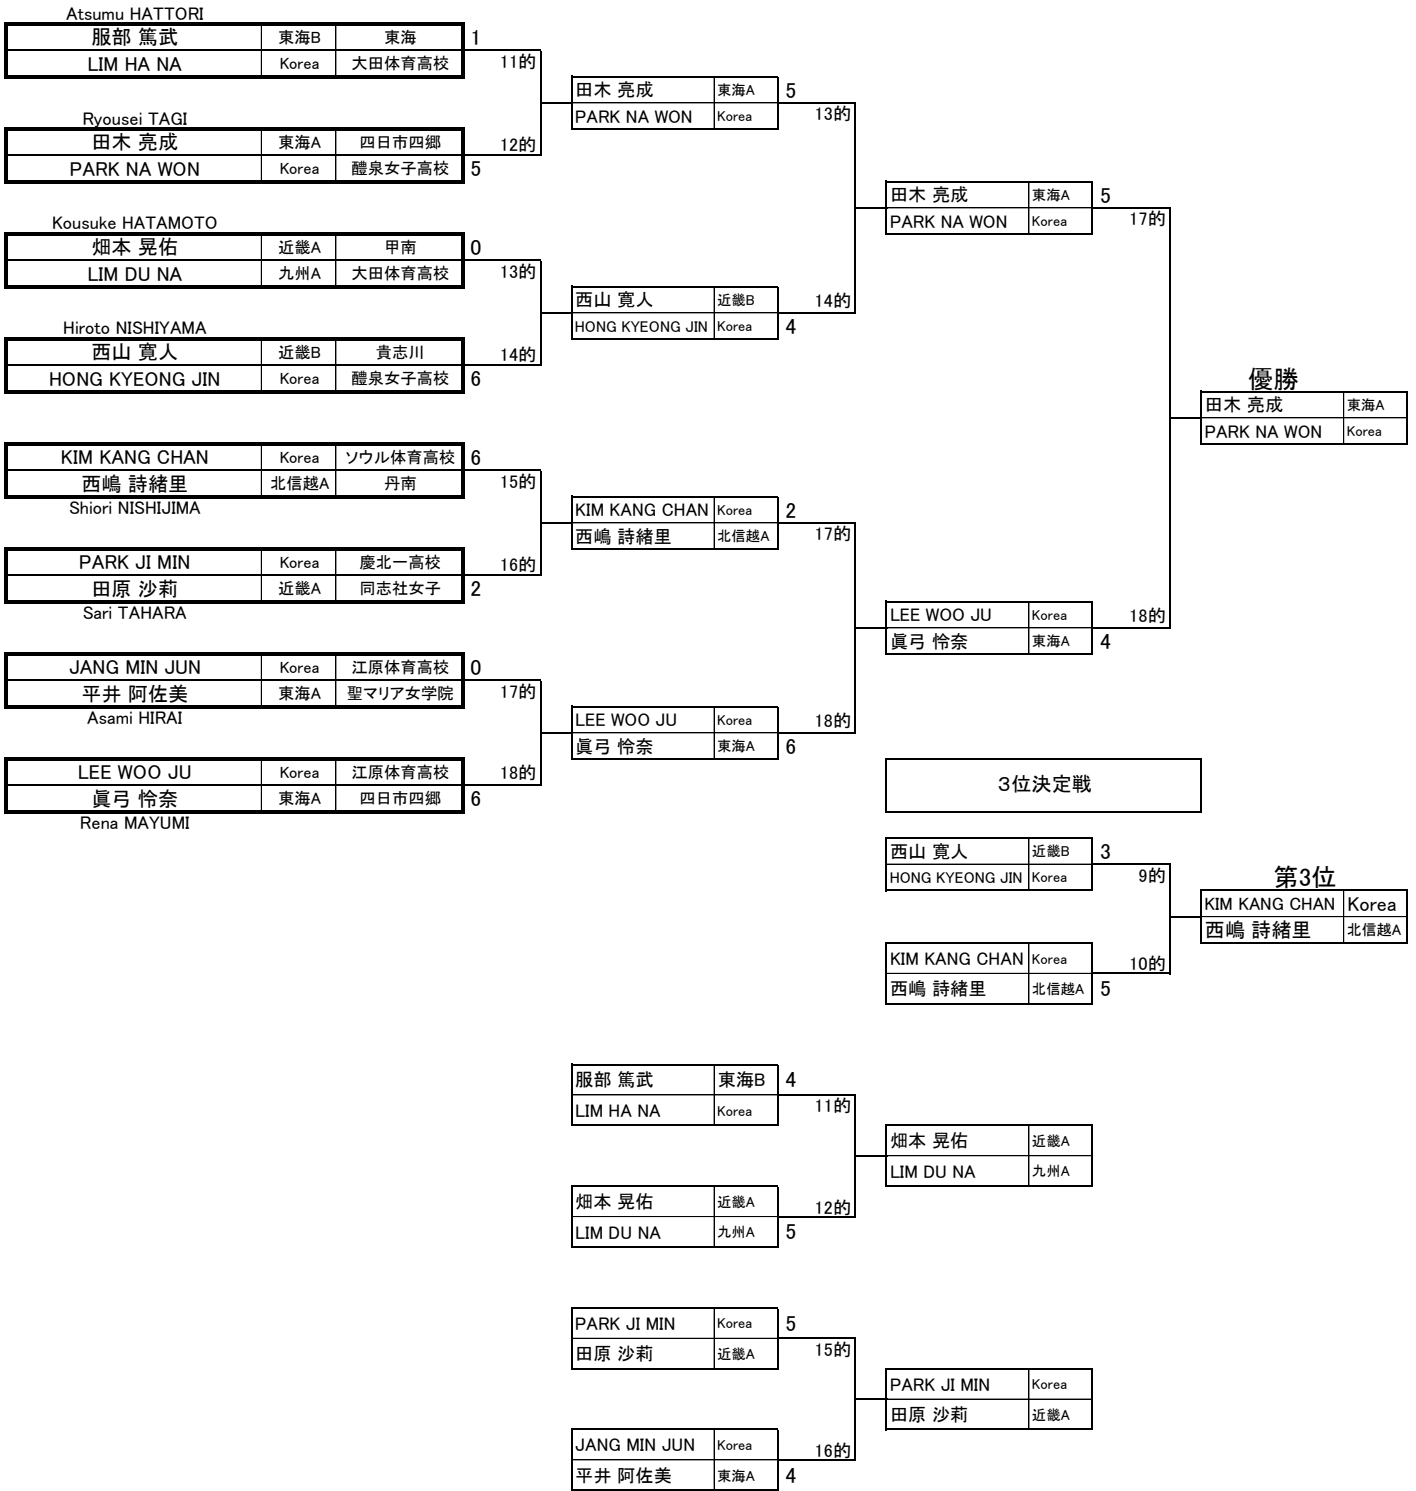 Atsumu HATTORI
服部 篤武 東海B 東海 1
LIM HA NA Korea 大田体育高校
11的
Ryousei TAGI
田木 亮成 東海A 四日市四郷
12的
PARK NA WON Korea 醴泉女子高校 5
田木 亮成 東海A 5
PARK NA WON Korea
13的
Kousuke HATAMOTO
畑本 晃佑 近畿A 甲南 0
LIM DU NA 九州A 大田体育高校
13的
Hiroto NISHIYAMA
西山 寛人 近畿B 貴志川
14的
HONG KYEONG JIN Korea 醴泉女子高校 6
西山 寛人 近畿B
14的
HONG KYEONG JIN Korea 4
田木 亮成 東海A 5
PARK NA WON Korea
17的
KIM KANG CHAN Korea ソウル体育高校 6
西嶋 詩緒里 北信越A 丹南
15的
Shiori NISHIJIMA
PARK JI MIN Korea 慶北一高校
16的
田原 沙莉 近畿A 同志社女子 2
Sari TAHARA
KIM KANG CHAN Korea 2
西嶋 詩緒里 北信越A
17的
JANG MIN JUN Korea 江原体育高校 0
平井 阿佐美 東海A 聖マリア女学院
17的
Asami HIRAI
LEE WOO JU Korea 江原体育高校
18的
眞弓 怜奈 東海A 四日市四郷 6
Rena MAYUMI
LEE WOO JU Korea
18的
眞弓 怜奈 東海A 6
LEE WOO JU Korea
18的
眞弓 怜奈 東海A 4
優勝
田木 亮成 東海A
PARK NA WON Korea
3位決定戦
西山 寛人 近畿B 3
HONG KYEONG JIN Korea
9的
KIM KANG CHAN Korea
10的
西嶋 詩緒里 北信越A 5
第3位
KIM KANG CHAN Korea
西嶋 詩緒里 北信越A
服部 篤武 東海B 4
LIM HA NA Korea
11的
畑本 晃佑 近畿A
12的
LIM DU NA 九州A 5
畑本 晃佑 近畿A
LIM DU NA 九州A
PARK JI MIN Korea 5
田原 沙莉 近畿A
15的
JANG MIN JUN Korea
16的
平井 阿佐美 東海A 4
PARK JI MIN Korea
田原 沙莉 近畿A